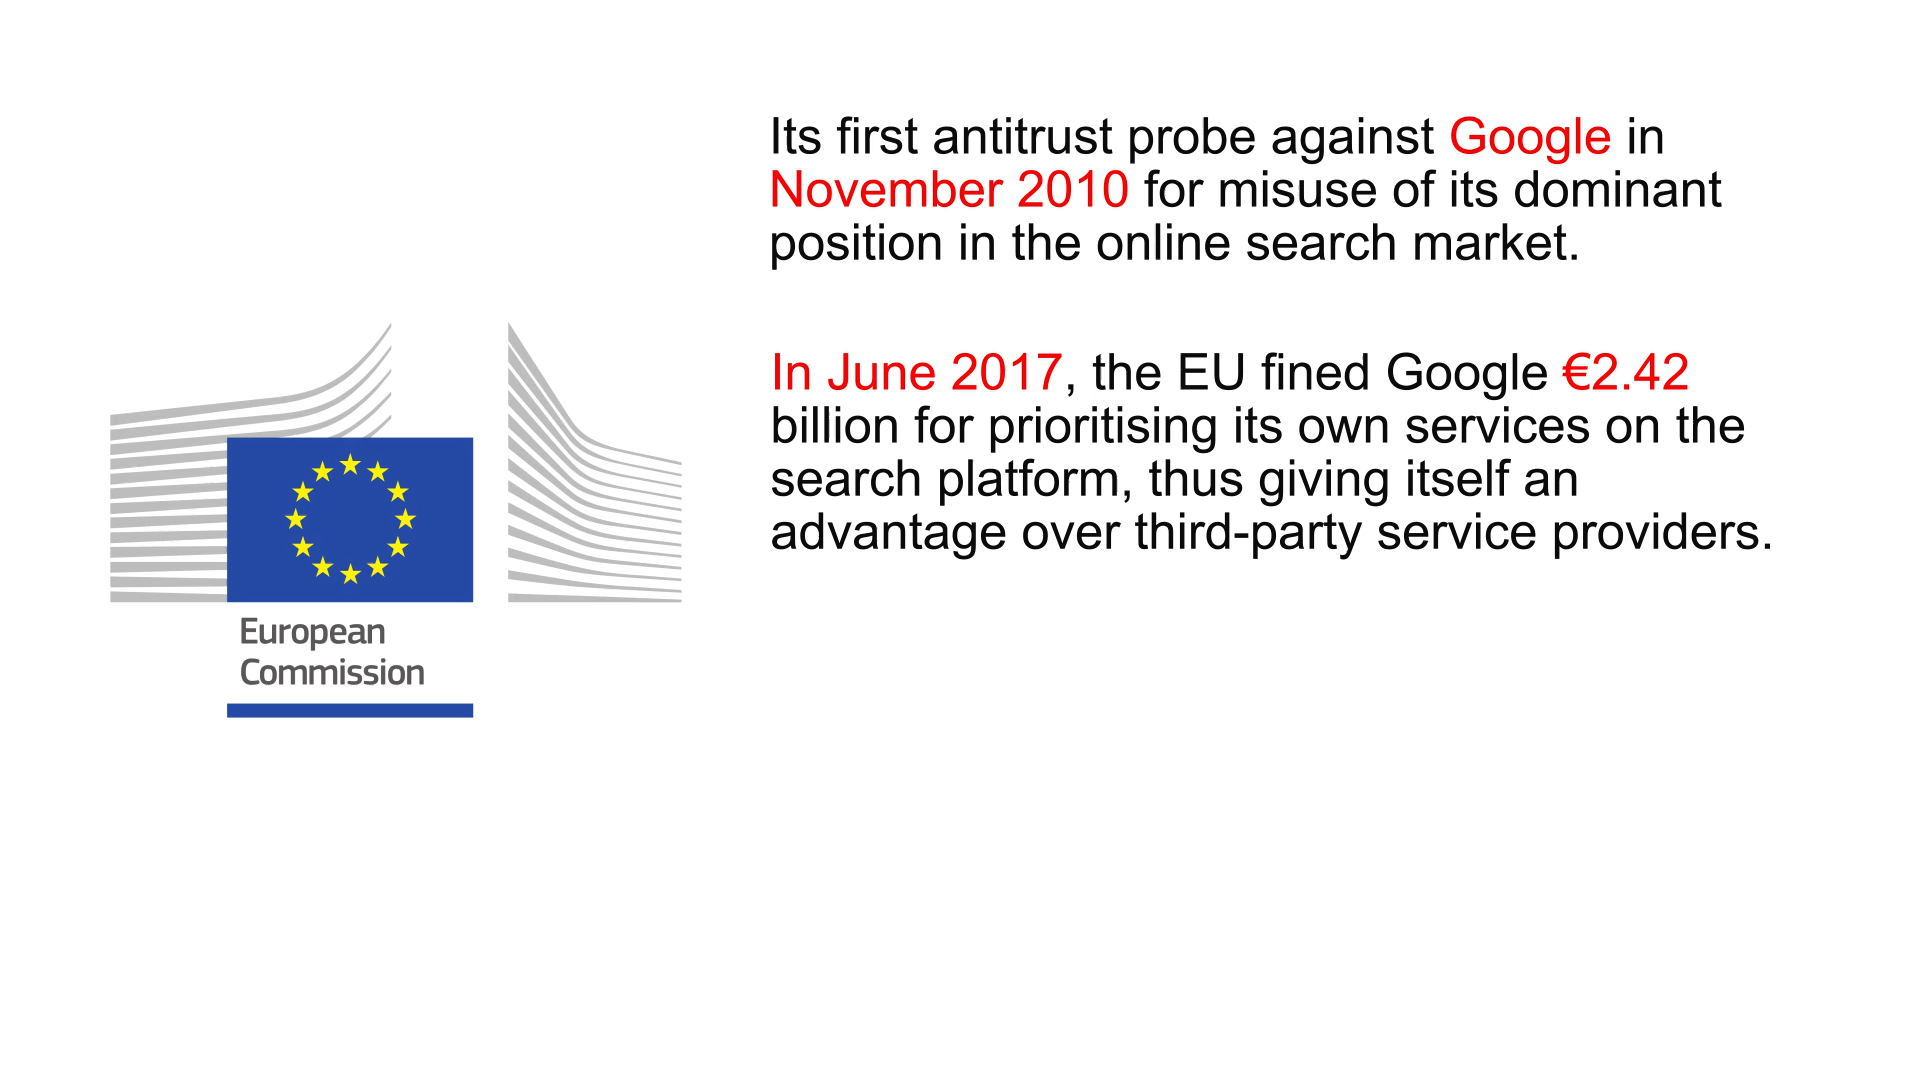 Its first antitrust probe against Google in
November 2010 for misuse of its dominant
position in the online search market.
In June 2017, the EU fined Google €2.42
billion for prioritising its own services on the
search platform, thus giving itself an
advantage over third-party service providers.
European
Commission